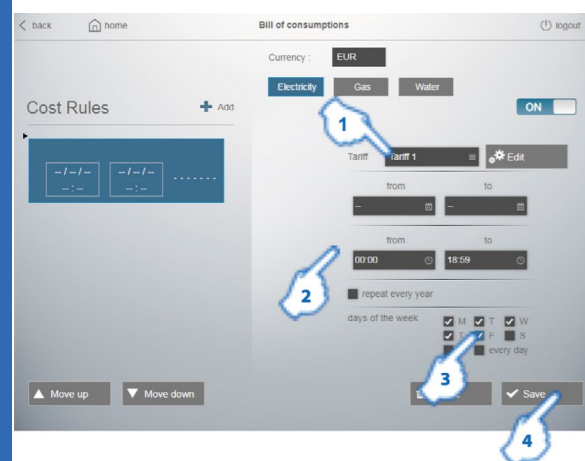 back home Bill of consumptions logout
Currency : EUR
Electricity Gas Water
Cost Rules Add
ON
1
Tariff Tariff 1 Edit
-- / -- / -- -- / -- / -- - - - - - - -
-- : -- -- : --
from to
-- --
from to
00:00 18:59
2
repeat every year
days of the week M T W
T F S
every day
3
Move up Move down Save
4